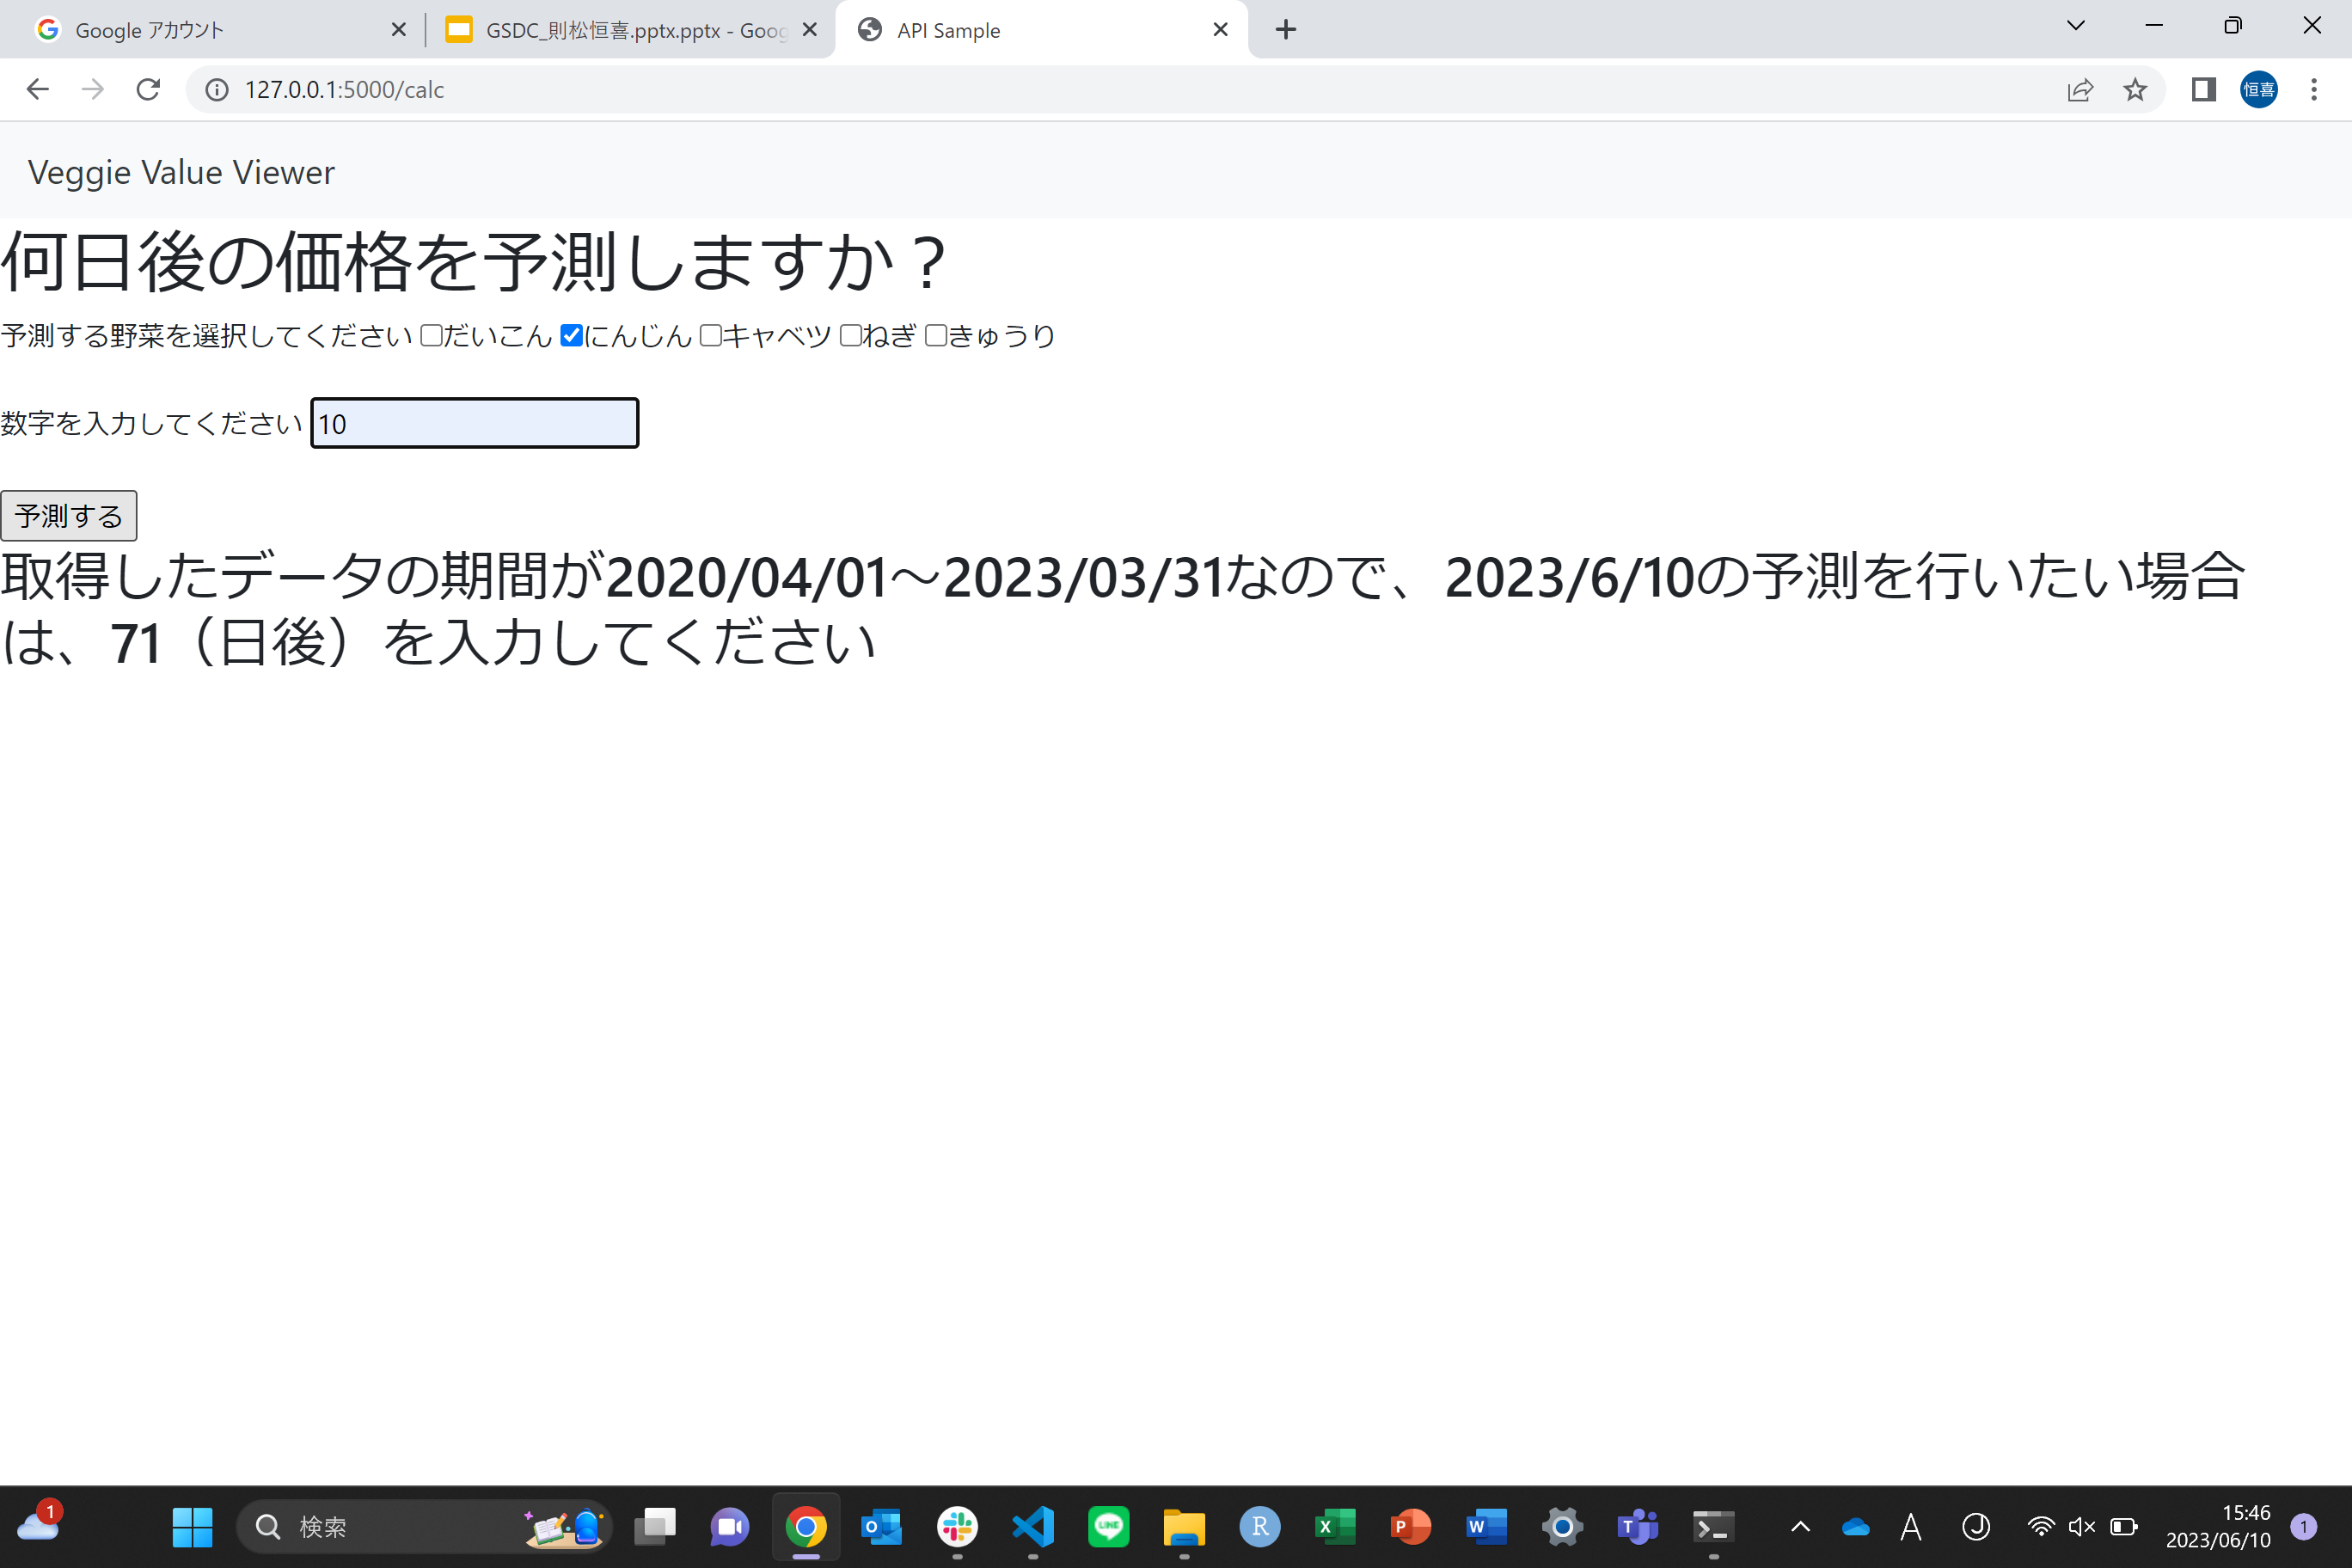 Google アカウント
GSDC_則松恒喜.pptx.pptx - Goog
API Sample
127.0.0.1:5000/calc
恒喜
Veggie Value Viewer
何日後の価格を予測しますか？
予測する野菜を選択してください だいこん にんじん キャベツ ねぎ きゅうり
数字を入力してください 10
予測する
取得したデータの期間が2020/04/01～2023/03/31なので、2023/6/10の予測を行いたい場合
は、71（日後）を入力してください
1
検索
O
LINE
R
X
P
W
T
A
J
15:46
2023/06/10
1